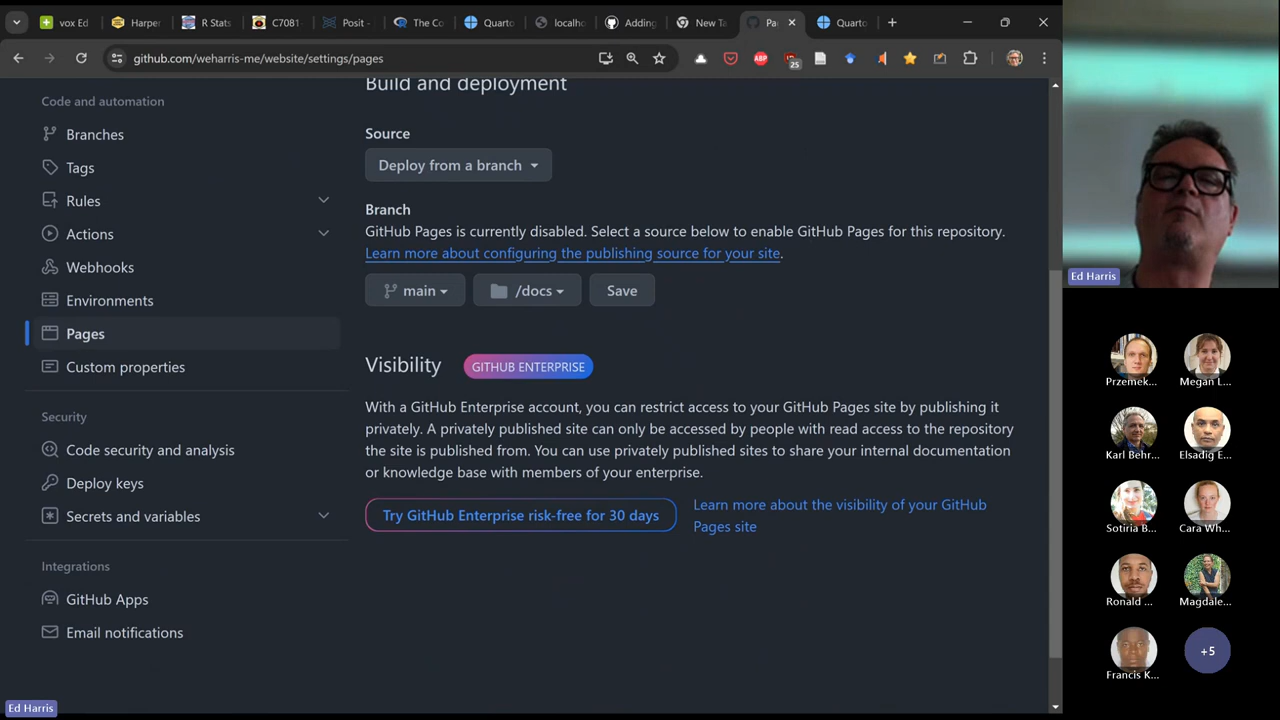 vox Ed
Harper
R Stats
C7081
Posit -
The Co
Quarto
localho
Adding
New Ta
Pa
Quarto
github.com/weharris-me/website/settings/pages
25
Code and automation
Branches
Tags
Rules
Actions
Webhooks
Environments
Pages
Custom properties
Security
Code security and analysis
Deploy keys
Secrets and variables
Integrations
GitHub Apps
Email notifications
Build and deployment
Source
Deploy from a branch
Branch
GitHub Pages is currently disabled. Select a source below to enable GitHub Pages for this repository.
Learn more about configuring the publishing source for your site.
main
/docs
Save
Visibility GITHUB ENTERPRISE
With a GitHub Enterprise account, you can restrict access to your GitHub Pages site by publishing it
privately. A privately published site can only be accessed by people with read access to the repository
the site is published from. You can use privately published sites to share your internal documentation
or knowledge base with members of your enterprise.
Try GitHub Enterprise risk-free for 30 days
Learn more about the visibility of your GitHub
Pages site
Ed Harris
Przemek...
Megan L...
Karl Behr...
Elsadig E...
Sotiria B...
Cara Wh...
Ronald ...
Magdale...
Francis K...
+5
Ed Harris